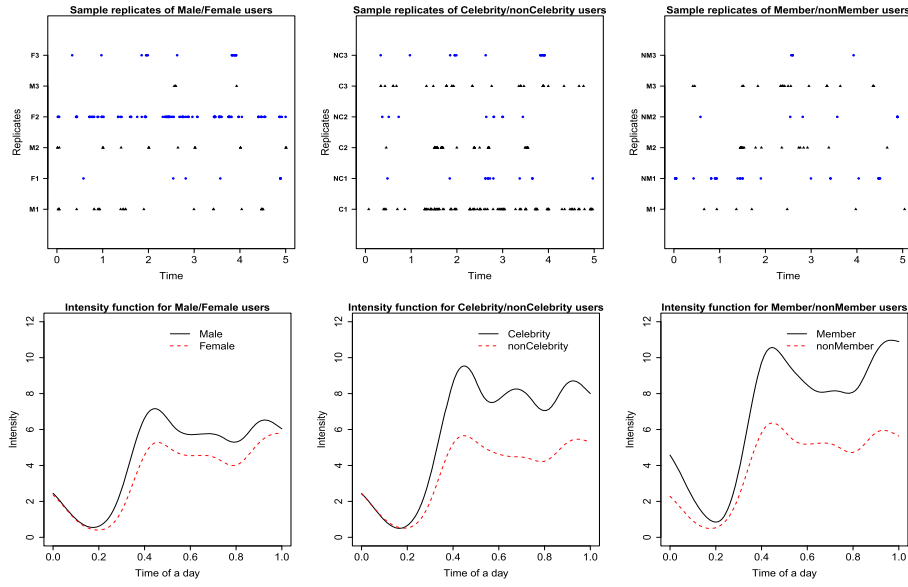 Sample replicates of Male/Female users
Sample replicates of Celebrity/nonCelebrity users
Sample replicates of Member/nonMember users
Replicates
F3
M3
F2
M2
F1
M1
0 1 2 3 4 5
Time
Replicates
NC3
C3
NC2
C2
NC1
C1
0 1 2 3 4 5
Time
Replicates
NM3
M3
NM2
M2
NM1
M1
0 1 2 3 4 5
Time
Intensity function for Male/Female users
Intensity function for Celebrity/nonCelebrity users
Intensity function for Member/nonMember users
Intensity
12
10
8
6
4
2
0
Male
Female
0.0 0.2 0.4 0.6 0.8 1.0
Time of a day
Intensity
12
10
8
6
4
2
0
Celebrity
nonCelebrity
0.0 0.2 0.4 0.6 0.8 1.0
Time of a day
Intensity
12
10
8
6
4
2
0
Member
nonMember
0.0 0.2 0.4 0.6 0.8 1.0
Time of a day